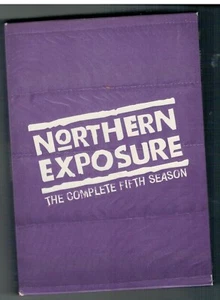 NORTHERN
EXPOSURE
THE COMPLETE FIFTH SEASON